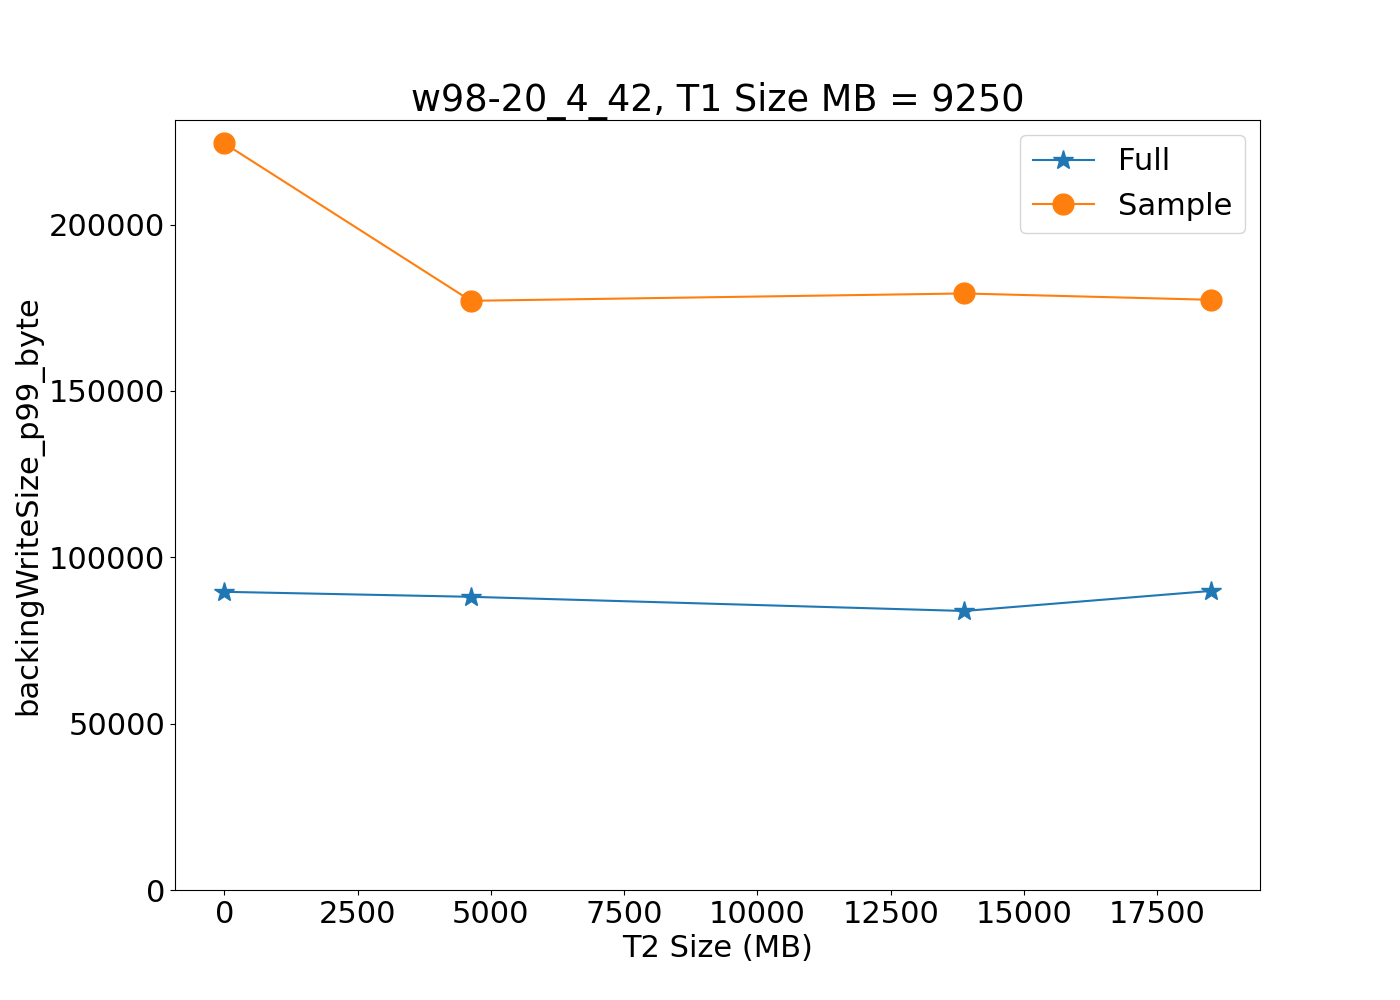 w98-20_4_42, T1 Size MB = 9250
Full
Sample
backingWriteSize_p99_byte
200000
150000
100000
50000
0
0 2500 5000 7500 10000 12500 15000 17500
T2 Size (MB)